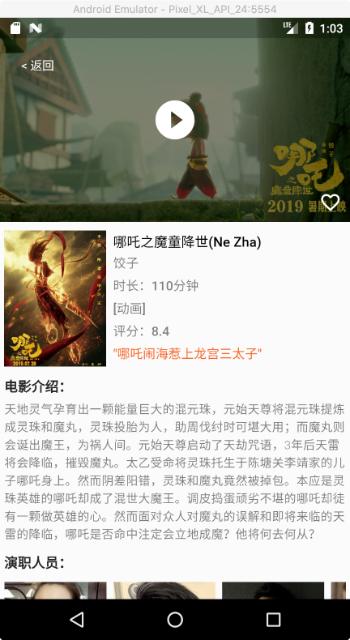 Android Emulator - Pixel_XL_API_24:5554
LTE 1:03
< 返回
饺子
哪吒
之
魔童降世
2019 暑期上映
哪吒之魔童降世(Ne Zha)
饺子
时长：110分钟
[动画]
评分：8.4
"哪吒闹海惹上龙宫三太子"
电影介绍：
天地灵气孕育出一颗能量巨大的混元珠，元始天尊将混元珠提炼
成灵珠和魔丸，灵珠投胎为人，助周伐纣时可堪大用；而魔丸则
会诞出魔王，为祸人间。元始天尊启动了天劫咒语，3年后天雷
将会降临，摧毁魔丸。太乙受命将灵珠托生于陈塘关李靖家的儿
子哪吒身上。然而阴差阳错，灵珠和魔丸竟然被掉包。本应是灵
珠英雄的哪吒却成了混世大魔王。调皮捣蛋顽劣不堪的哪吒却徒
有一颗做英雄的心。然而面对众人对魔丸的误解和即将来临的天
雷的降临，哪吒是否命中注定会立地成魔？他将何去何从？
演职人员：